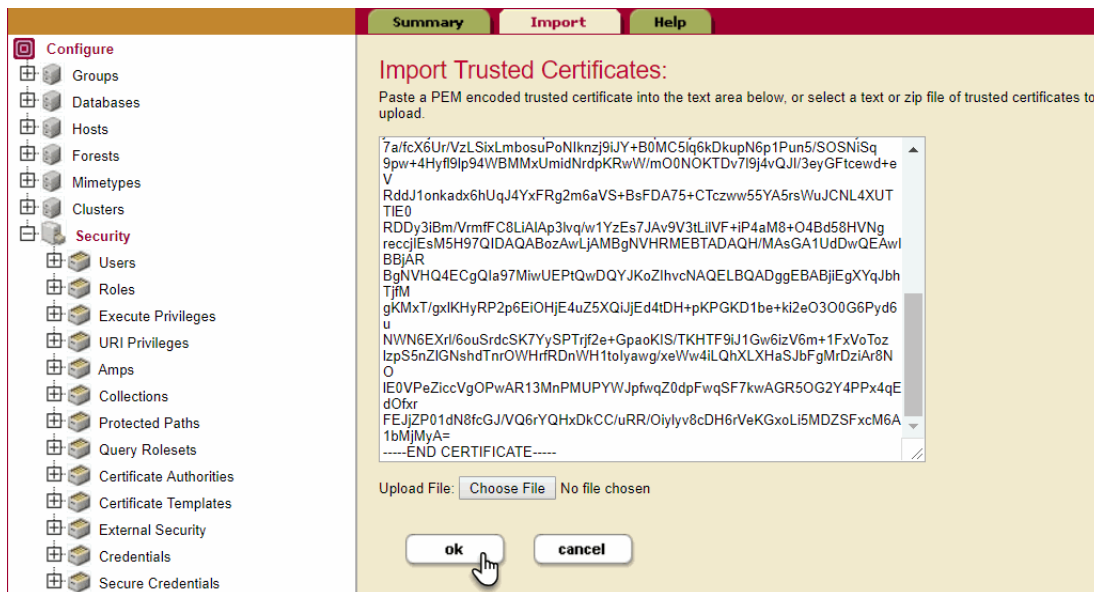 Summary
Import
Help
Configure
Groups
Databases
Hosts
Forests
Mimetypes
Clusters
Security
Users
Roles
Execute Privileges
URI Privileges
Amps
Collections
Protected Paths
Query Rolesets
Certificate Authorities
Certificate Templates
External Security
Credentials
Secure Credentials
Import Trusted Certificates:
Paste a PEM encoded trusted certificate into the text area below, or select a text or zip file of trusted certificates to
upload.
7a/fcX6Ur/VzLSixLmbosuPoNIknzj9iJY+B0MC5lq6kDkupN6p1Pun5/SOSNiSq
9pw+4Hyfl9lp94WBMMxUmidNrdpKRwW/mO0NOKTDv7l9j4vQJl/3eyGFtcewd+e
V
RddJ1onkadx6hUqJ4YxFRg2m6aVS+BsFDA75+CTczww55YA5rsWuJCNL4XUT
TlE0
RDDy3iBm/VrmfFC8LiAlAp3lvq/w1YzEs7JAv9V3tLilVF+iP4aM8+O4Bd58HVNg
reccjlEsM5H97QIDAQABozAwLjAMBgNVHRMEBTADAQH/MAsGA1UdDwQEAwI
BBjAR
BgNVHQ4ECgQIa97MiwUEPtQwDQYJKoZIhvcNAQELBQADggEBABjiEgXYqJbh
TjfM
gKMxT/gxlKHyRP2p6EiOHjE4uZ5XQiJjEd4tDH+pKPGKD1be+ki2eO3O0G6Pyd6
u
NWN6EXrl/6ouSrdcSK7YySPTrjf2e+GpaoKlS/TKHTF9iJ1Gw6izV6m+1FxVoToz
lzpS5nZlGNshdTnrOWHrfRDnWH1tolyawg/xeWw4iLQhXLXHaSJbFgMrDziAr8N
O
lE0VPeZiccVgOPwAR13MnPMUPYWJpfwqZ0dpFwqSF7kwAGR5OG2Y4PPx4qE
dOfxr
FEJjZP01dN8fcGJ/VQ6rYQHxDkCC/uRR/Oiylyv8cDH6rVeKGxoLi5MDZSFxcM6A
1bMjMyA=
-----END CERTIFICATE-----
Upload File: Choose File No file chosen
ok
cancel